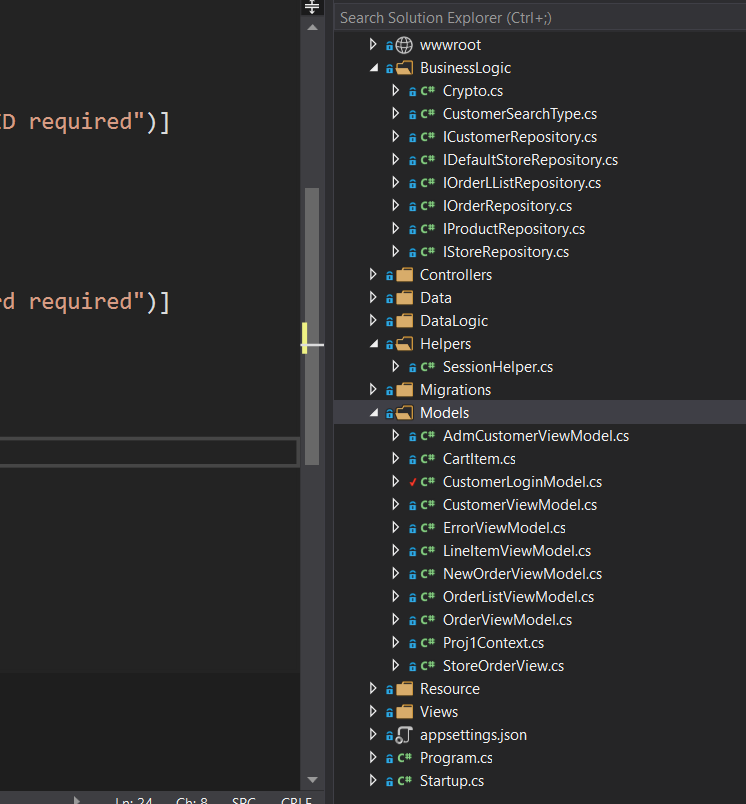 Search Solution Explorer (Ctrl+;)
wwwroot
BusinessLogic
C# Crypto.cs
C# CustomerSearchType.cs
C# ICustomerRepository.cs
C# IDefaultStoreRepository.cs
C# IOrderLListRepository.cs
C# IOrderRepository.cs
C# IProductRepository.cs
C# IStoreRepository.cs
Controllers
Data
DataLogic
Helpers
C# SessionHelper.cs
Migrations
Models
C# AdmCustomerViewModel.cs
C# CartItem.cs
C# CustomerLoginModel.cs
C# CustomerViewModel.cs
C# ErrorViewModel.cs
C# LineItemViewModel.cs
C# NewOrderViewModel.cs
C# OrderListViewModel.cs
C# OrderViewModel.cs
C# Proj1Context.cs
C# StoreOrderView.cs
Resource
Views
appsettings.json
C# Program.cs
C# Startup.cs
D required")]
rd required")]
Ln: 24 Ch: 8 SPC CRLF